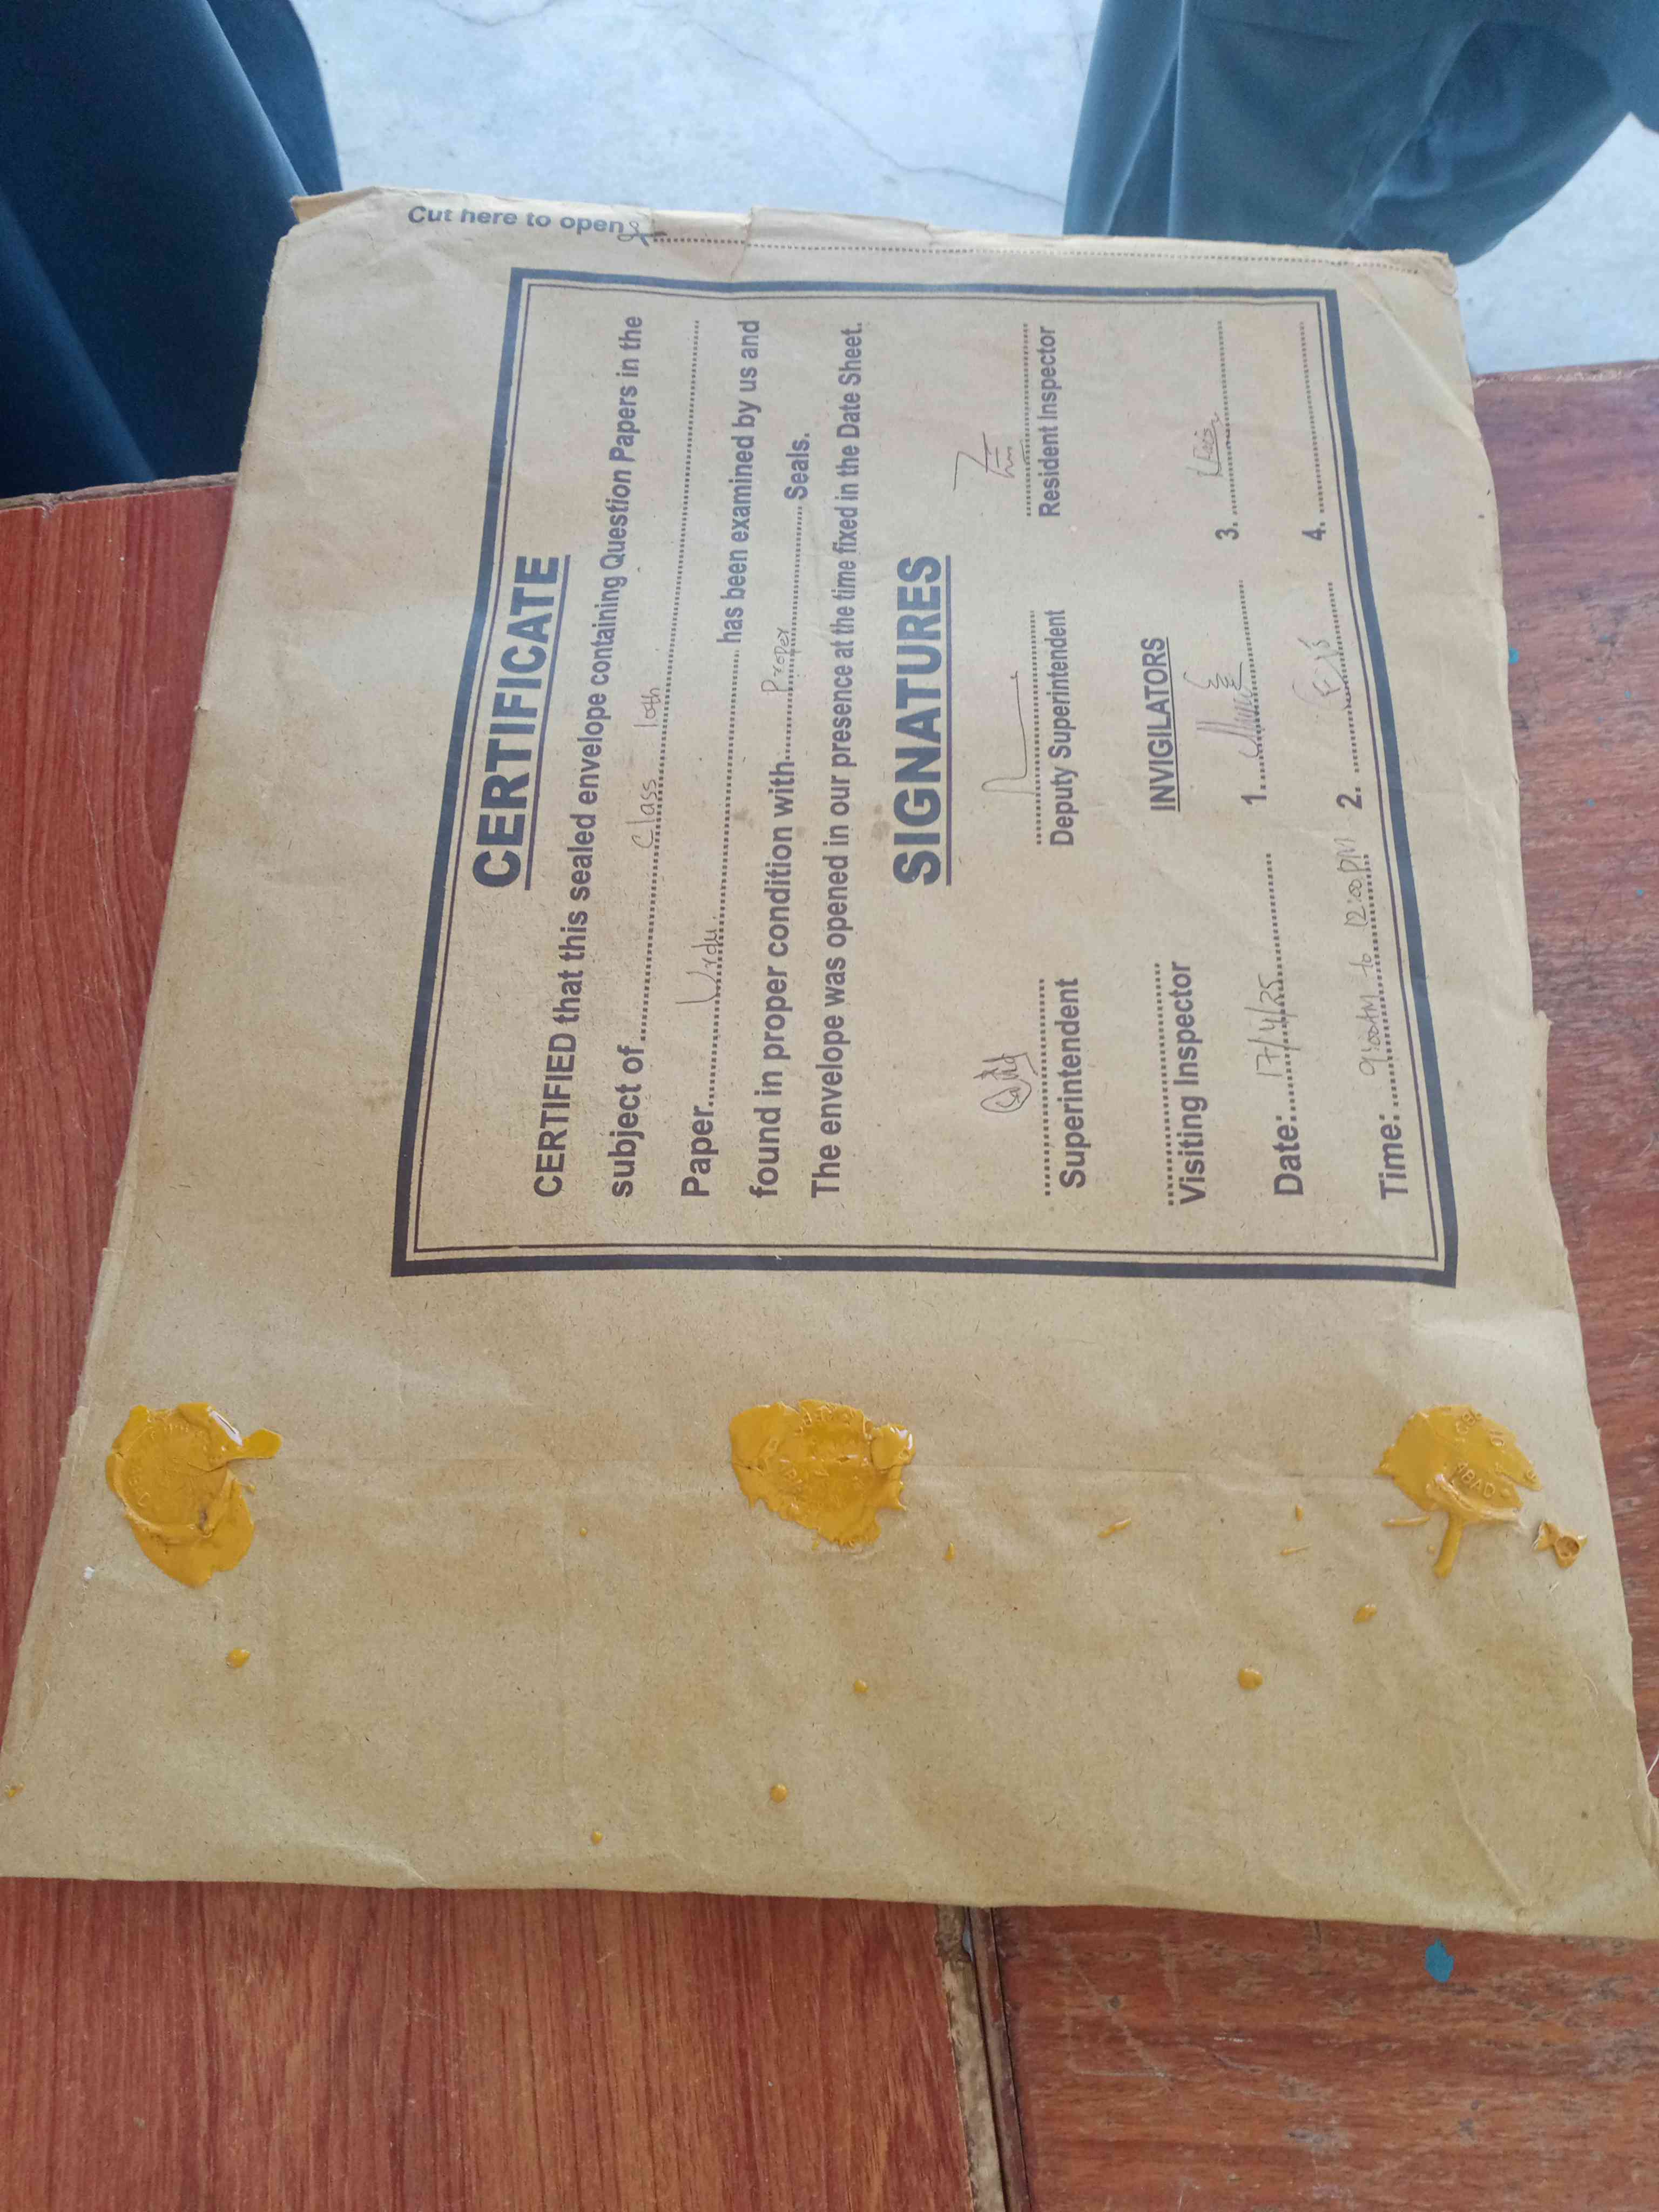 Cut here to open
CERTIFICATE
CERTIFIED that this sealed envelope containing Question Papers in the
subject of.......... Class 10th ..........
Paper.......... Urdu .......... has been examined by us and
found in proper condition with.......... Proper .......... Seals.
The envelope was opened in our presence at the time fixed in the Date Sheet.
SIGNATURES
Superintendent Deputy Superintendent Resident Inspector
INVIGILATORS
Visiting Inspector 1. 3.
Date: 17/4/25
2. 4.
Time: 9:00AM to 12:00PM
ABAD